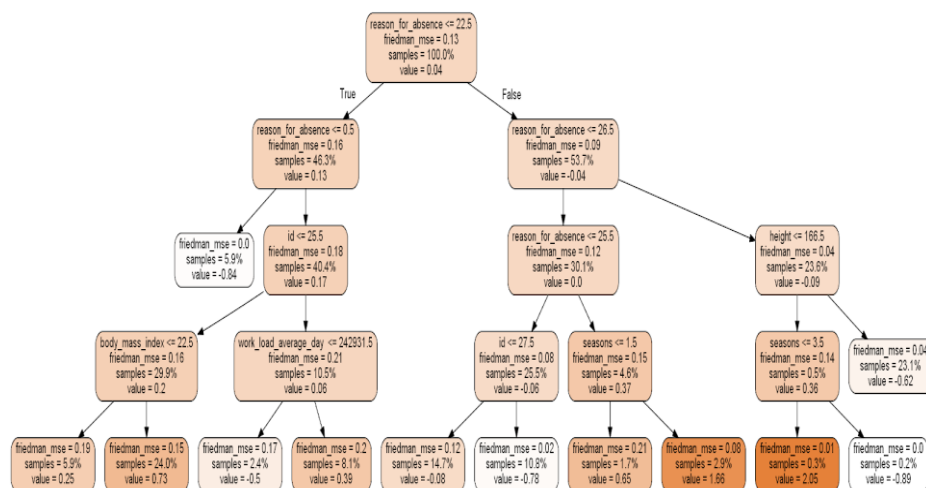 reason_for_absence <= 22.5
friedman_mse = 0.13
samples = 100.0%
value = 0.04
True
False
reason_for_absence <= 0.5
friedman_mse = 0.16
samples = 46.3%
value = 0.13
reason_for_absence <= 26.5
friedman_mse = 0.09
samples = 53.7%
value = -0.04
friedman_mse = 0.0
samples = 5.9%
value = -0.84
id <= 25.5
friedman_mse = 0.18
samples = 40.4%
value = 0.17
reason_for_absence <= 25.5
friedman_mse = 0.12
samples = 30.1%
value = 0.0
height <= 166.5
friedman_mse = 0.04
samples = 23.6%
value = -0.09
body_mass_index <= 22.5
friedman_mse = 0.16
samples = 29.9%
value = 0.2
work_load_average_day <= 242931.5
friedman_mse = 0.21
samples = 10.5%
value = 0.06
id <= 27.5
friedman_mse = 0.08
samples = 25.5%
value = -0.06
seasons <= 1.5
friedman_mse = 0.15
samples = 4.6%
value = 0.37
seasons <= 3.5
friedman_mse = 0.14
samples = 0.5%
value = 0.36
friedman_mse = 0.04
samples = 23.1%
value = -0.62
friedman_mse = 0.19
samples = 5.9%
value = 0.25
friedman_mse = 0.15
samples = 24.0%
value = 0.73
friedman_mse = 0.17
samples = 2.4%
value = -0.5
friedman_mse = 0.2
samples = 8.1%
value = 0.39
friedman_mse = 0.12
samples = 14.7%
value = -0.08
friedman_mse = 0.02
samples = 10.8%
value = -0.78
friedman_mse = 0.21
samples = 1.7%
value = 0.65
friedman_mse = 0.08
samples = 2.9%
value = 1.66
friedman_mse = 0.01
samples = 0.3%
value = 2.05
friedman_mse = 0.0
samples = 0.2%
value = -0.89